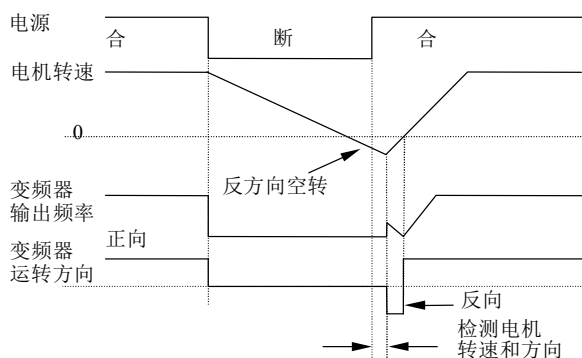 电源
合
断
合
电机转速
0
反方向空转
变频器
输出频率
正向
变频器
运转方向
反向
检测电机
转速和方向